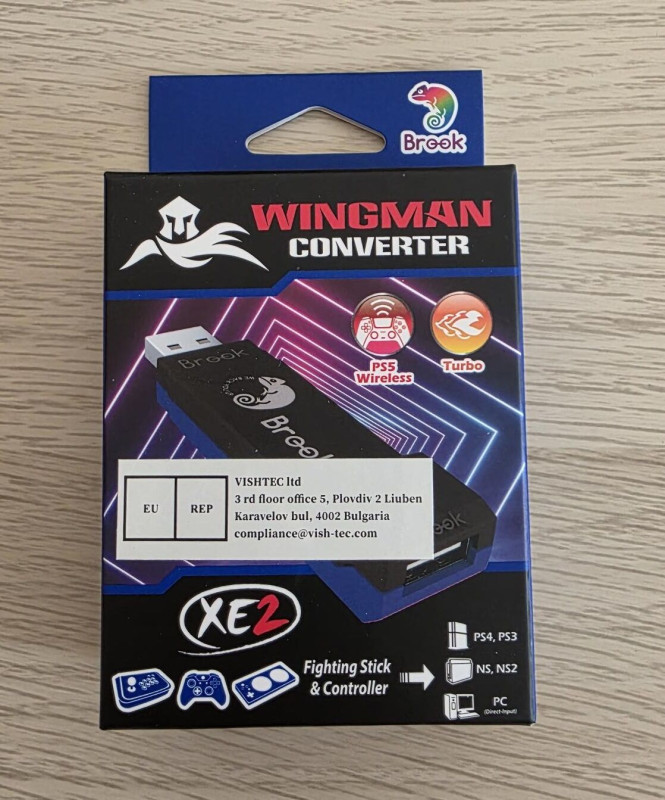 Brook
WINGMAN
CONVERTER
PS5
Wireless
Turbo
Brook
Brook
EU
REP
VISHTEC ltd
3 rd floor office 5, Plovdiv 2 Liuben
Karavelov bul, 4002 Bulgaria
compliance@vish-tec.com
XE2
Fighting Stick
& Controller
PS4, PS3
NS, NS2
PC
(Direct-Input)